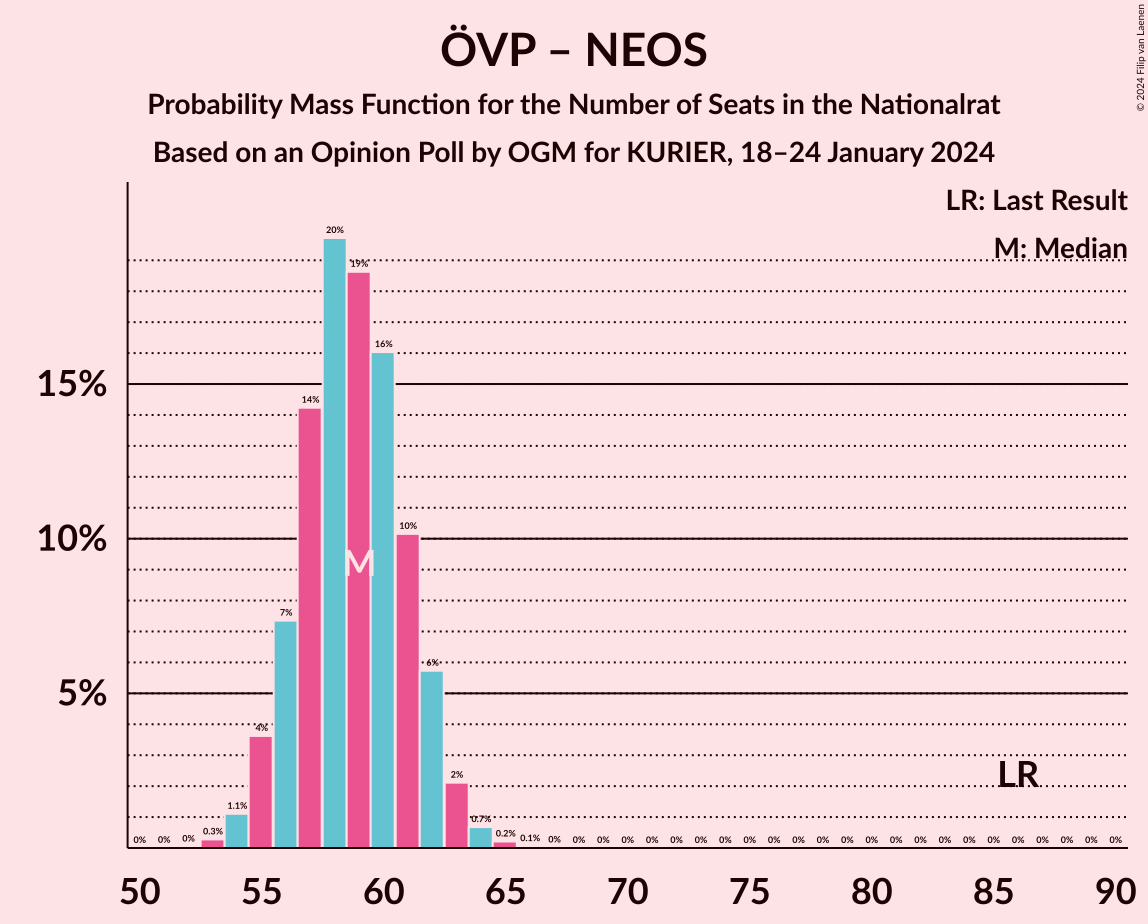 ÖVP – NEOS
Probability Mass Function for the Number of Seats in the Nationalrat
Based on an Opinion Poll by OGM for KURIER, 18–24 January 2024
© 2024 Filip van Laenen
LR: Last Result
M: Median
15%
10%
5%
0% 0% 0% 0.3% 1.1% 4% 7% 14% 20% 19% 16% 10% 6% 2% 0.7% 0.2% 0.1% 0% 0% 0% 0% 0% 0% 0% 0% 0% 0% 0% 0% 0% 0% 0% 0% 0% 0% 0% 0% 0% 0% 0% 0%
M
LR
50 55 60 65 70 75 80 85 90